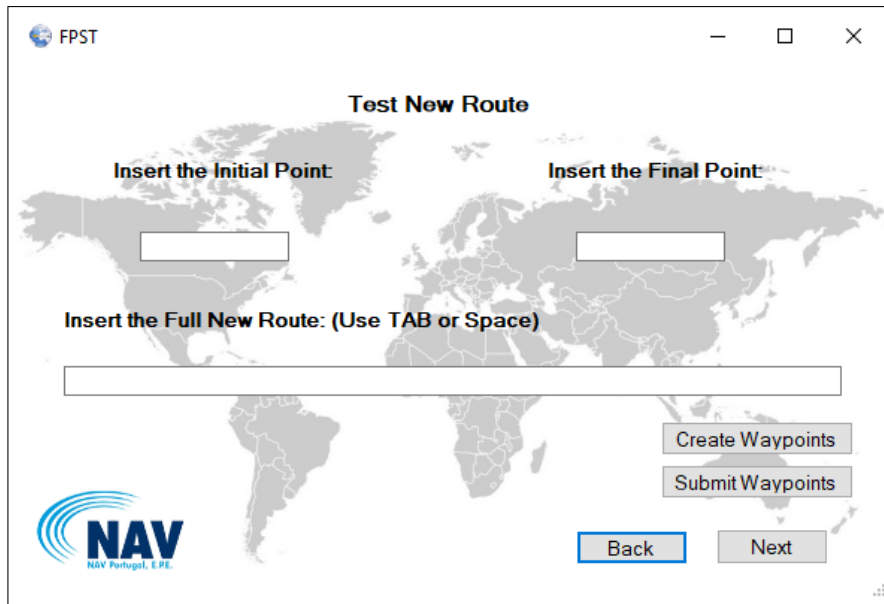 FPST
Test New Route
Insert the Initial Point:
Insert the Final Point:
Insert the Full New Route: (Use TAB or Space)
Create Waypoints
Submit Waypoints
NAV
NAV Portugal, E.P.E.
Back
Next